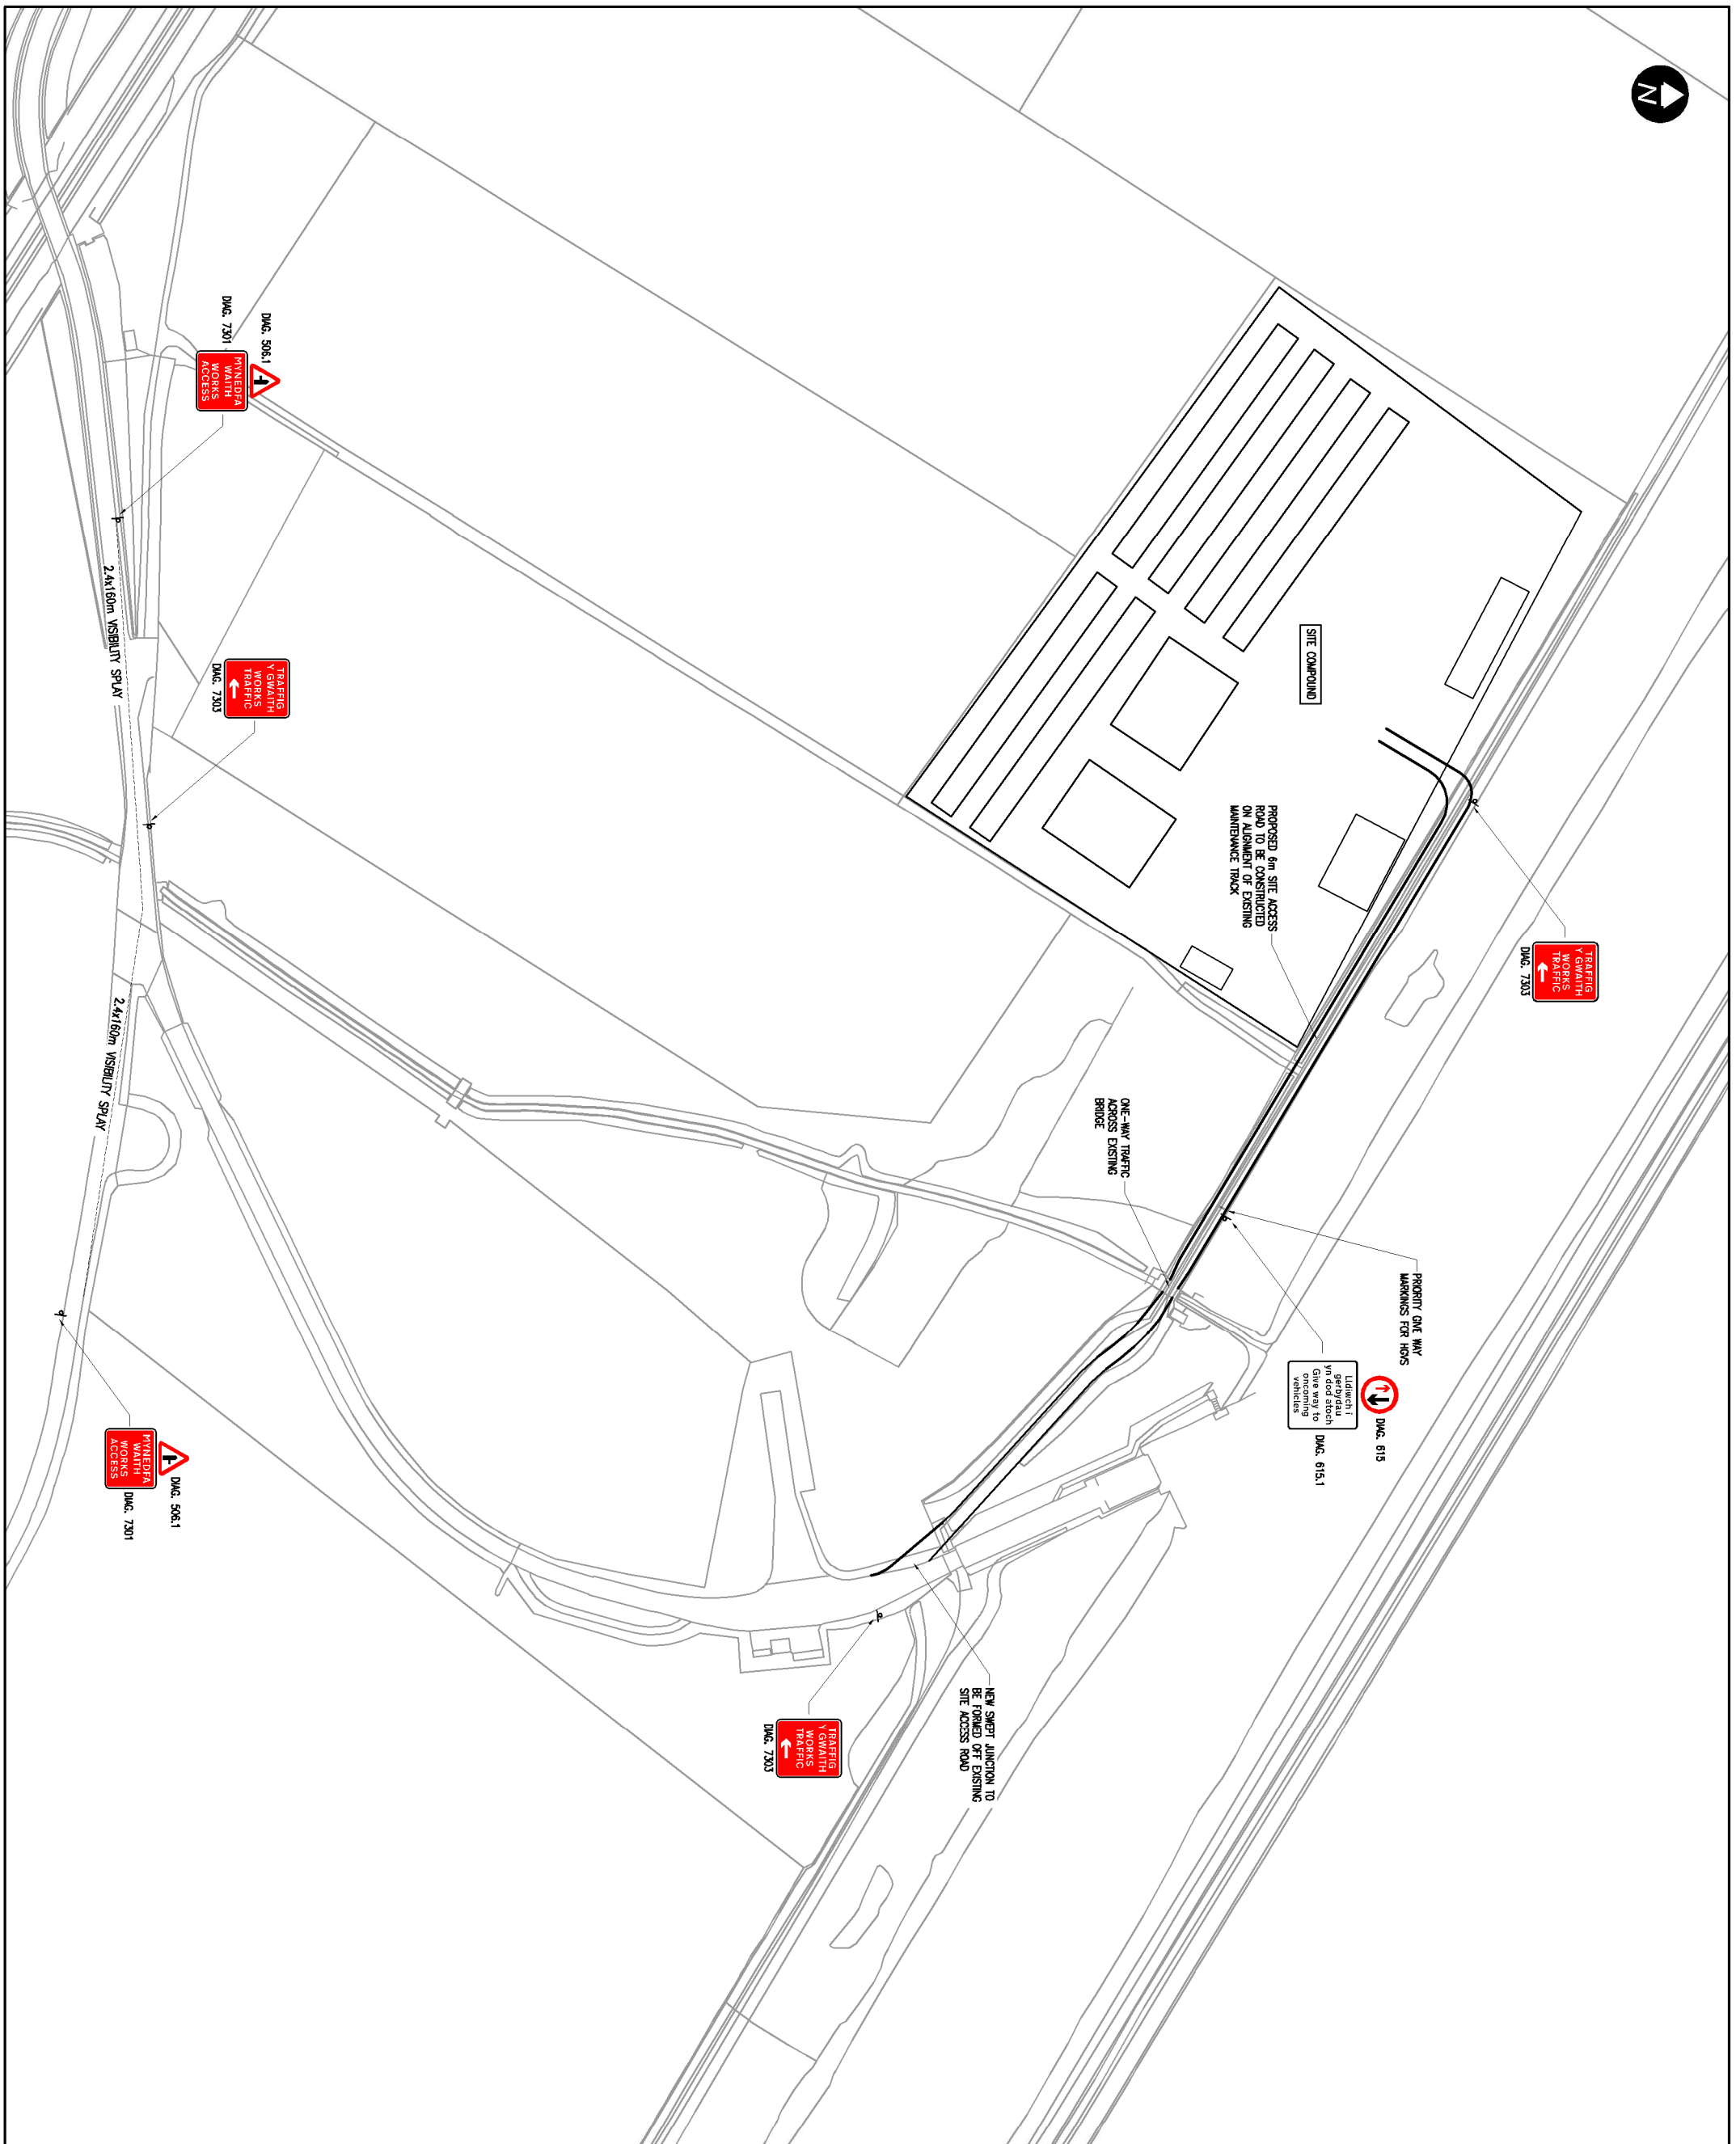 N
TRAFFIG
Y GWAITH
WORKS
TRAFFIC
DIAG. 7303
PRIORITY GIVE WAY
MARKINGS FOR HGVS
DIAG. 615
Lldiwch i
gerbydau
yn dod atoch
Give way to
oncoming
vehicles
DIAG. 615.1
SITE COMPOUND
PROPOSED 6m SITE ACCESS
ROAD TO BE CONSTRUCTED
ON ALIGNMENT OF EXISTING
MAINTENANCE TRACK
ONE-WAY TRAFFIC
ACROSS EXISTING
BRIDGE
NEW SWEPT JUNCTION TO
BE FORMED OFF EXISTING
SITE ACCESS ROAD
TRAFFIG
Y GWAITH
WORKS
TRAFFIC
DIAG. 7303
DIAG. 506.1
MYNEDFA
WAITH
WORKS
ACCESS
DIAG. 7301
TRAFFIG
Y GWAITH
WORKS
TRAFFIC
DIAG. 7303
2.4x160m VISIBILITY SPLAY
2.4x160m VISIBILITY SPLAY
DIAG. 506.1
MYNEDFA
WAITH
WORKS
ACCESS
DIAG. 7301